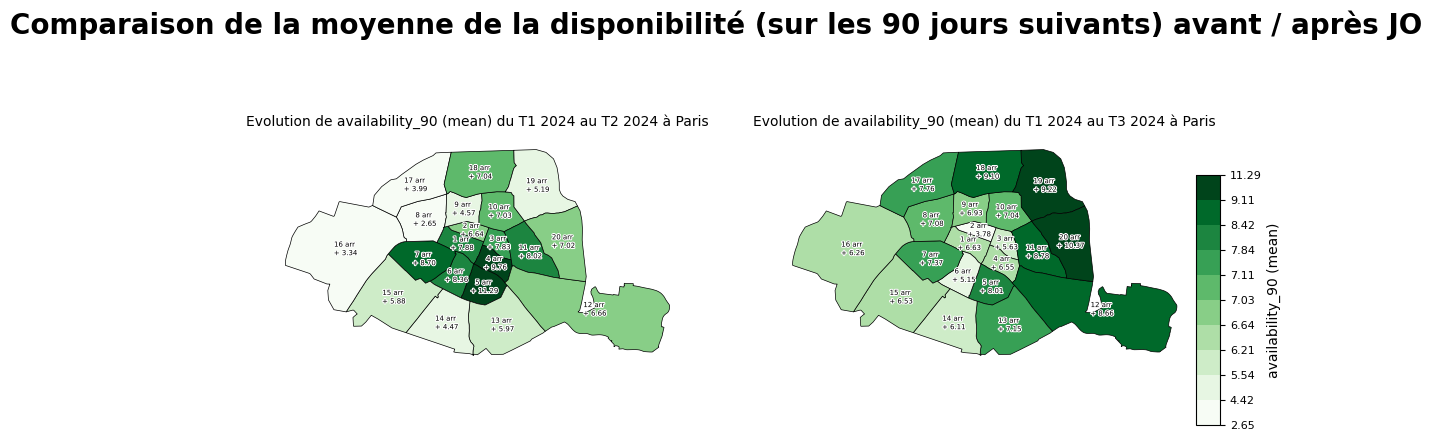 Comparaison de la moyenne de la disponibilité (sur les 90 jours suivants) avant / après JO
Evolution de availability_90 (mean) du T1 2024 au T2 2024 à Paris
18 arr
+ 7.04
17 arr
+ 3.99
19 arr
+ 5.19
9 arr
+ 4.57
10 arr
+ 7.03
8 arr
+ 2.65
2 arr
+ 6.64
1 arr
+ 7.88
3 arr
+ 7.83
20 arr
+ 7.02
16 arr
+ 3.34
11 arr
+ 8.02
7 arr
+ 8.70
4 arr
+ 9.76
6 arr
+ 8.36
5 arr
+ 11.29
15 arr
+ 5.88
12 arr
+ 6.66
14 arr
+ 4.47
13 arr
+ 5.97
Evolution de availability_90 (mean) du T1 2024 au T3 2024 à Paris
18 arr
+ 9.10
17 arr
+ 7.76
19 arr
+ 9.22
9 arr
+ 6.93
10 arr
+ 7.04
8 arr
+ 7.08
2 arr
+ 3.78
1 arr
+ 6.63
3 arr
+ 5.63
20 arr
+ 10.37
16 arr
+ 6.26
11 arr
+ 8.78
7 arr
+ 7.37
4 arr
+ 6.55
6 arr
+ 5.15
5 arr
+ 8.01
15 arr
+ 6.53
12 arr
+ 8.66
14 arr
+ 6.11
13 arr
+ 7.15
11.29
9.11
8.42
7.84
7.11
7.03
6.64
6.21
5.54
4.42
2.65
availability_90 (mean)